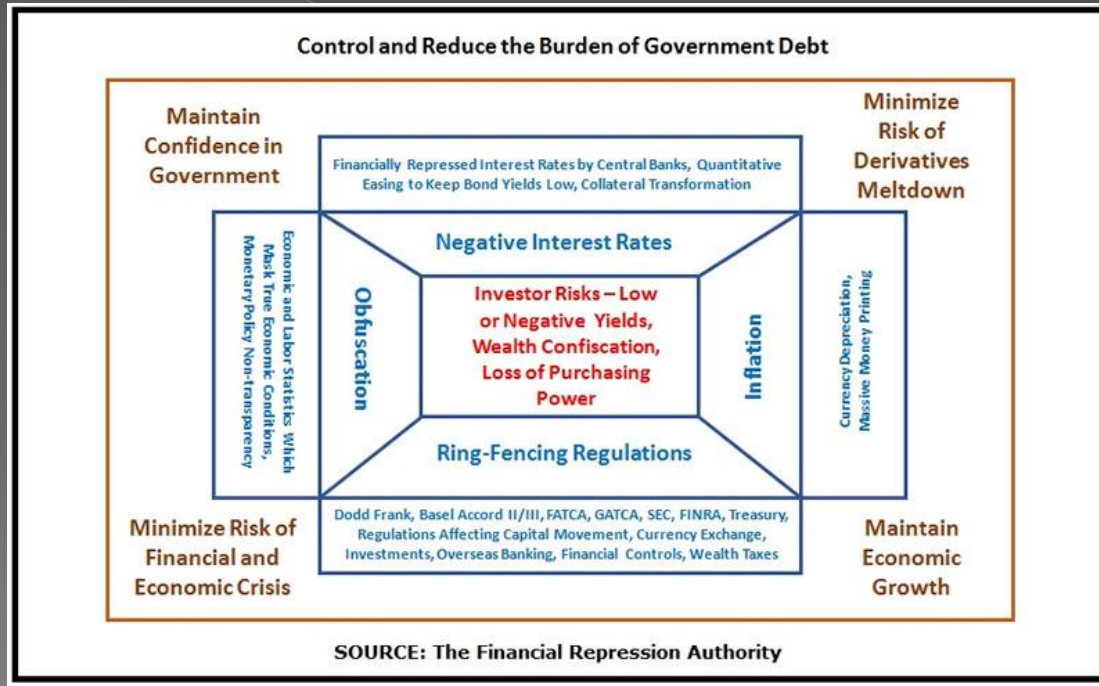 Control and Reduce the Burden of Government Debt
Maintain
Confidence in
Government
Minimize
Risk of
Derivatives
Meltdown
Financially Repressed Interest Rates by Central Banks, Quantitative
Easing to Keep Bond Yields Low, Collateral Transformation
Negative Interest Rates
Economic and Labor Statistics Which
Mask True Economic Conditions,
Monetary Policy Non-transparency
Obfuscation
Investor Risks – Low
or Negative Yields,
Wealth Confiscation,
Loss of Purchasing
Power
Inflation
Currency Depreciation,
Massive Money Printing
Ring-Fencing Regulations
Dodd Frank, Basel Accord II/III, FATCA, GATCA, SEC, FINRA, Treasury,
Regulations Affecting Capital Movement, Currency Exchange,
Investments, Overseas Banking, Financial Controls, Wealth Taxes
Minimize Risk of
Financial and
Economic Crisis
Maintain
Economic
Growth
SOURCE: The Financial Repression Authority